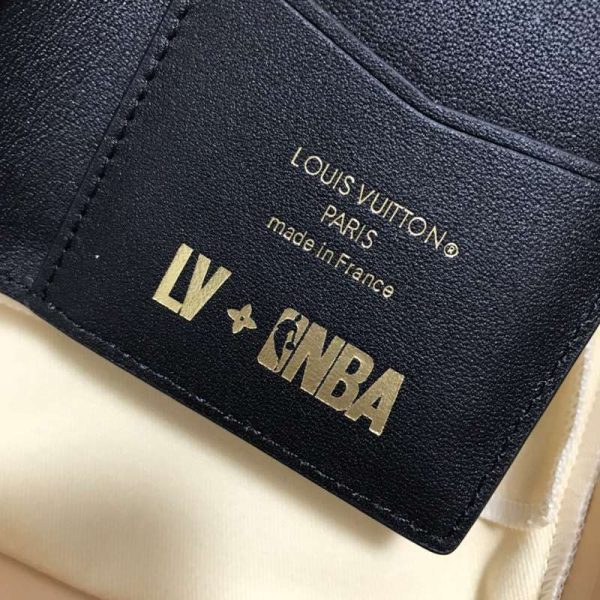 LOUIS VUITTON®
PARIS
made in France
LV + NBA